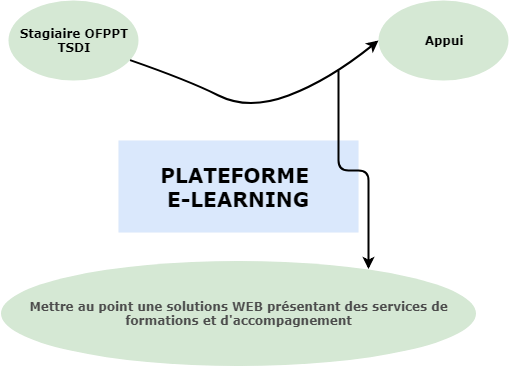 Stagiaire OFPPT
TSDI
Appui
PLATEFORME
E-LEARNING
Mettre au point une solutions WEB présentant des services de
formations et d'accompagnement